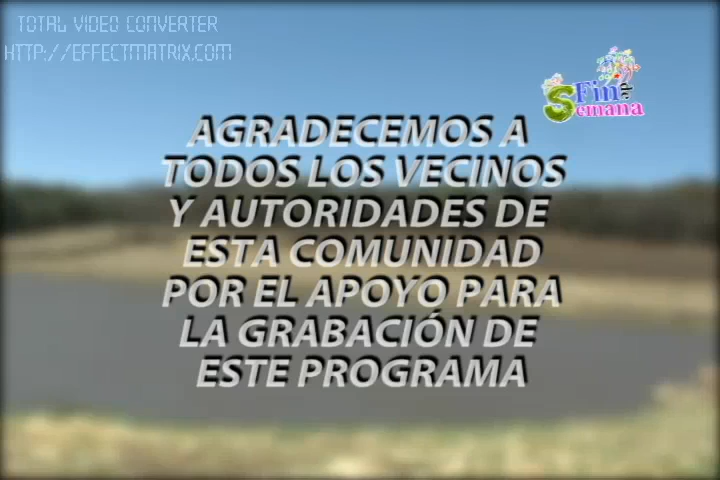 TOTAL VIDEO CONVERTER
HTTP://EFFECTMATRIX.COM
Fin de
Semana
AGRADECEMOS A
TODOS LOS VECINOS
Y AUTORIDADES DE
ESTA COMUNIDAD
POR EL APOYO PARA
LA GRABACIÓN DE
ESTE PROGRAMA